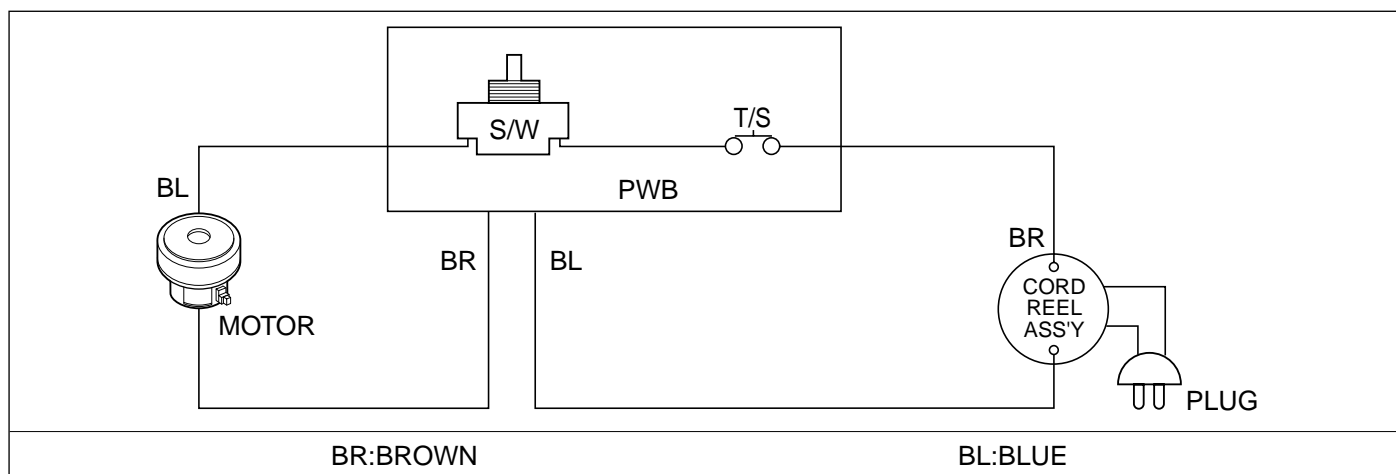 T/S
S/W
BL
PWB
BR
BL
BR
CORD
REEL
ASS'Y
MOTOR
PLUG
BR:BROWN
BL:BLUE